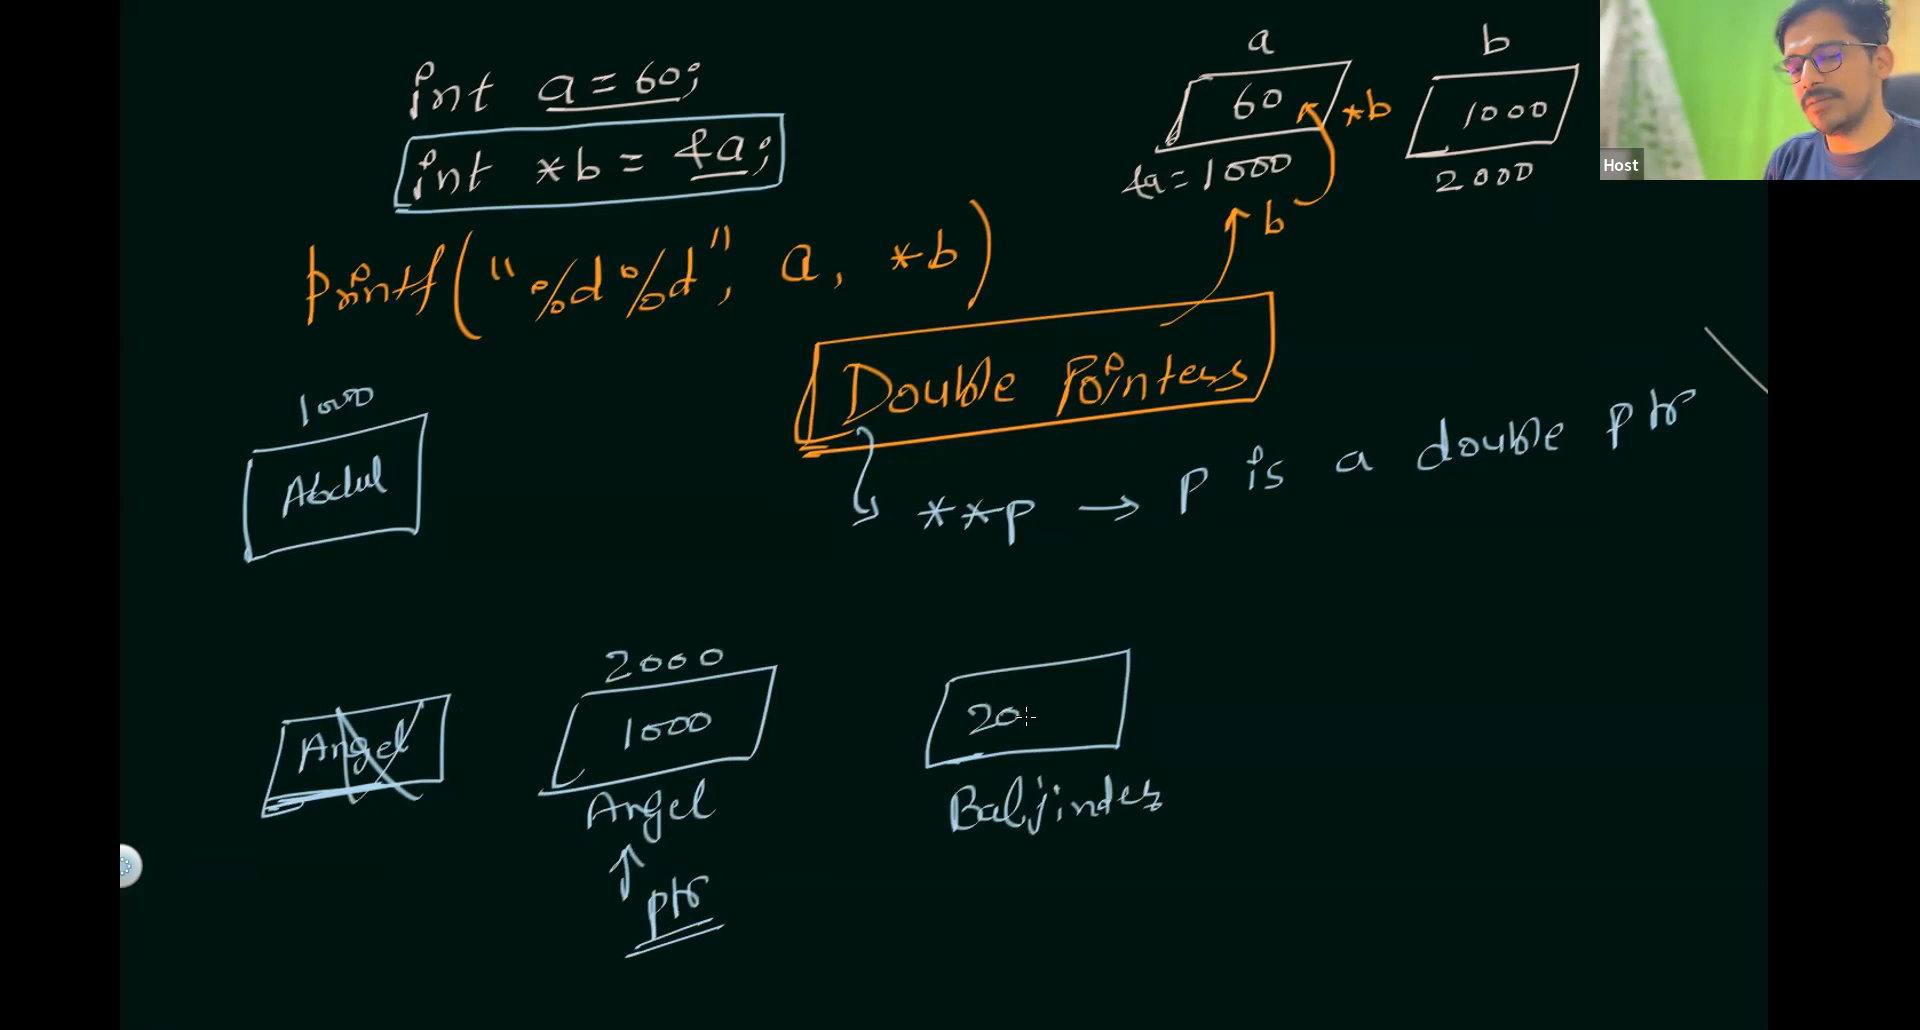 a b
int a = 60;
60 *b 1000
int *b = &a;
&a = 1000 2000
Host
b
printf("%d%d", a, *b)
Double Pointers
1000
Abdul
**p → P is a double ptr
2000
Angel 1000 20
Angel Baljinder
ptr